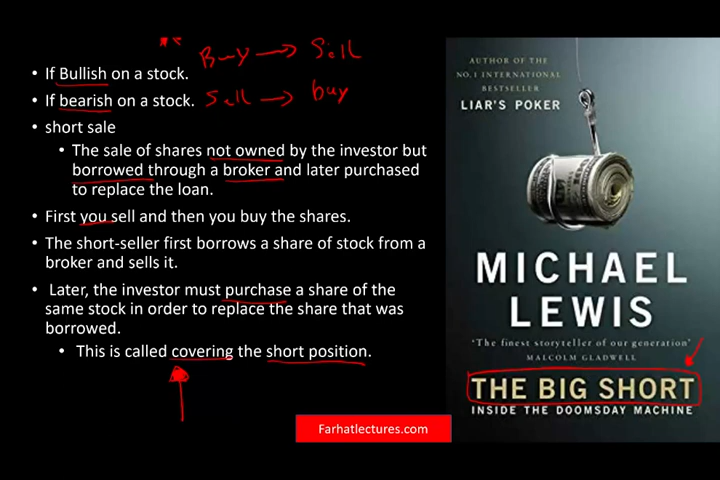 Buy → Sell
• If Bullish on a stock.
• If bearish on a stock. Sell → buy
• short sale
• The sale of shares not owned by the investor but
borrowed through a broker and later purchased
to replace the loan.
• First you sell and then you buy the shares.
• The short-seller first borrows a share of stock from a
broker and sells it.
• Later, the investor must purchase a share of the
same stock in order to replace the share that was
borrowed.
• This is called covering the short position.
Farhatlectures.com
AUTHOR OF THE
NO.1 INTERNATIONAL
BESTSELLER
LIAR'S POKER
MICHAEL
LEWIS
'The finest storyteller of our generation'
MALCOLM GLADWELL
THE BIG SHORT
INSIDE THE DOOMSDAY MACHINE